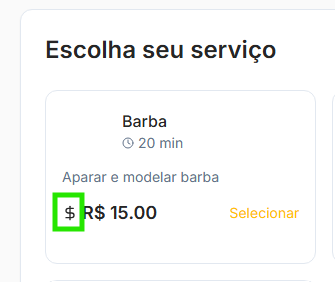 Escolha seu serviço
Barba
20 min
Aparar e modelar barba
$ R$ 15.00
Selecionar